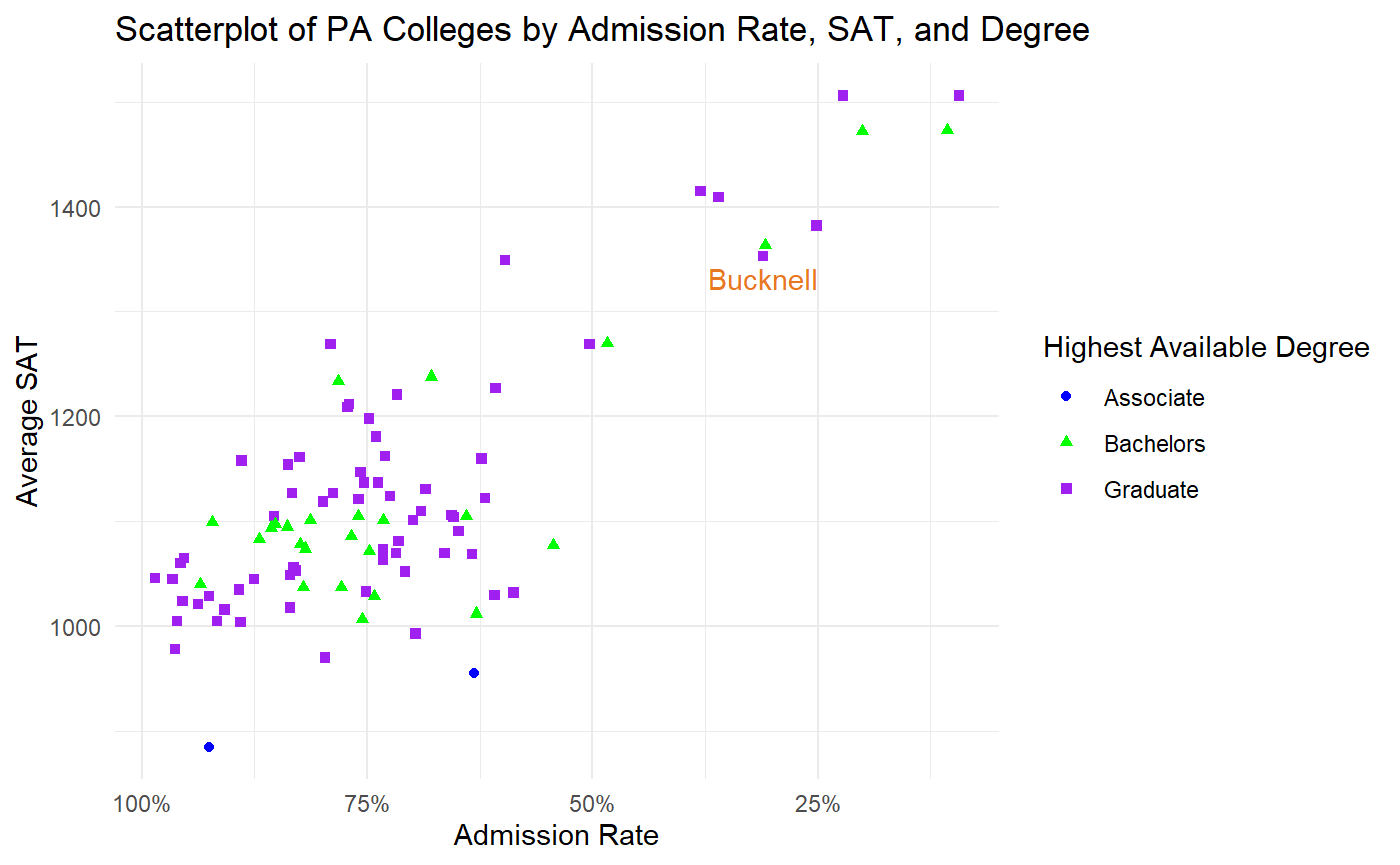 Scatterplot of PA Colleges by Admission Rate, SAT, and Degree
Average SAT
1400
1200
1000
Bucknell
100% 75% 50% 25%
Admission Rate
Highest Available Degree
Associate
Bachelors
Graduate